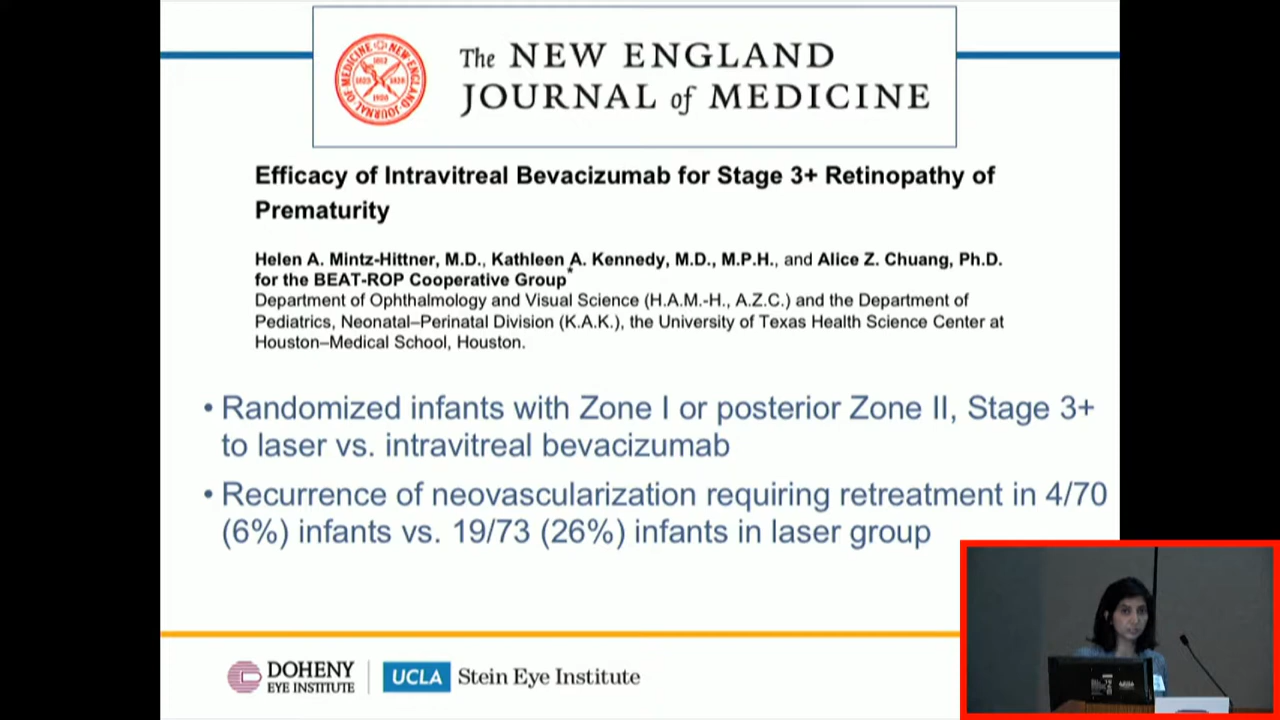 The NEW ENGLAND
JOURNAL of MEDICINE
Efficacy of Intravitreal Bevacizumab for Stage 3+ Retinopathy of
Prematurity
Helen A. Mintz-Hittner, M.D., Kathleen A. Kennedy, M.D., M.P.H., and Alice Z. Chuang, Ph.D.
for the BEAT-ROP Cooperative Group*
Department of Ophthalmology and Visual Science (H.A.M.-H., A.Z.C.) and the Department of
Pediatrics, Neonatal–Perinatal Division (K.A.K.), the University of Texas Health Science Center at
Houston–Medical School, Houston.
• Randomized infants with Zone I or posterior Zone II, Stage 3+
to laser vs. intravitreal bevacizumab
• Recurrence of neovascularization requiring retreatment in 4/70
(6%) infants vs. 19/73 (26%) infants in laser group
DOHENY
EYE INSTITUTE
UCLA
Stein Eye Institute